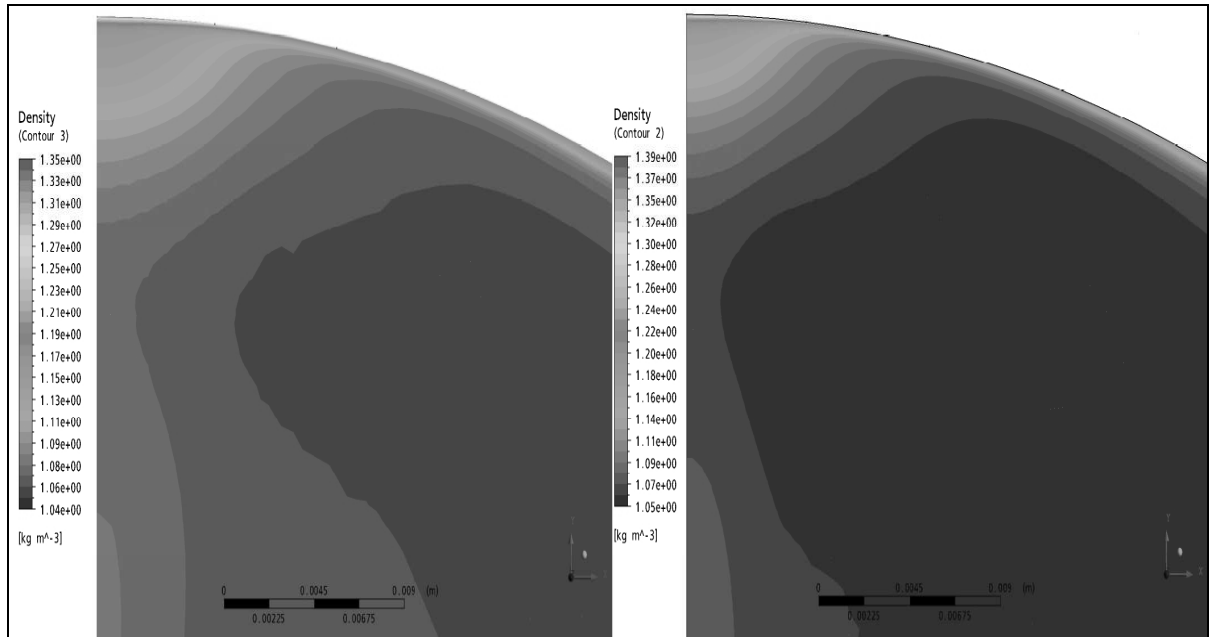 Density
(Contour 3)
1.35e+00
1.33e+00
1.31e+00
1.29e+00
1.27e+00
1.25e+00
1.23e+00
1.21e+00
1.19e+00
1.17e+00
1.15e+00
1.13e+00
1.11e+00
1.09e+00
1.08e+00
1.06e+00
1.04e+00
[kg m^-3]
0 0.0045 0.009 (m)
0.00225 0.00675
Density
(Contour 2)
1.39e+00
1.37e+00
1.35e+00
1.34e+00
1.32e+00
1.30e+00
1.28e+00
1.26e+00
1.24e+00
1.22e+00
1.20e+00
1.18e+00
1.16e+00
1.14e+00
1.11e+00
1.09e+00
1.07e+00
1.05e+00
[kg m^-3]
Y
X
0 0.0045 0.009 (m)
0.00225 0.00675